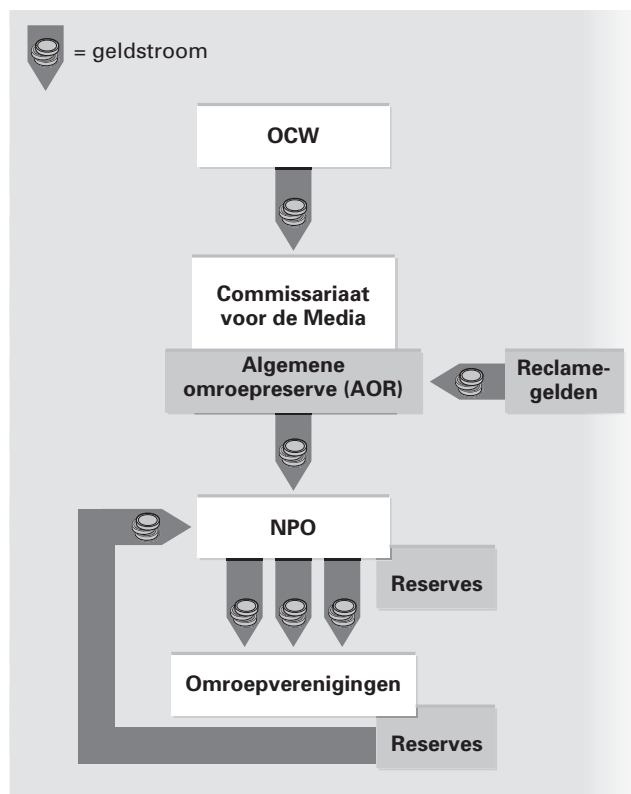 = geldstroom
OCW
Commissariaat
voor de Media
Algemene
omroepreserve (AOR)
Reclame-
gelden
NPO
Reserves
Omroepverenigingen
Reserves